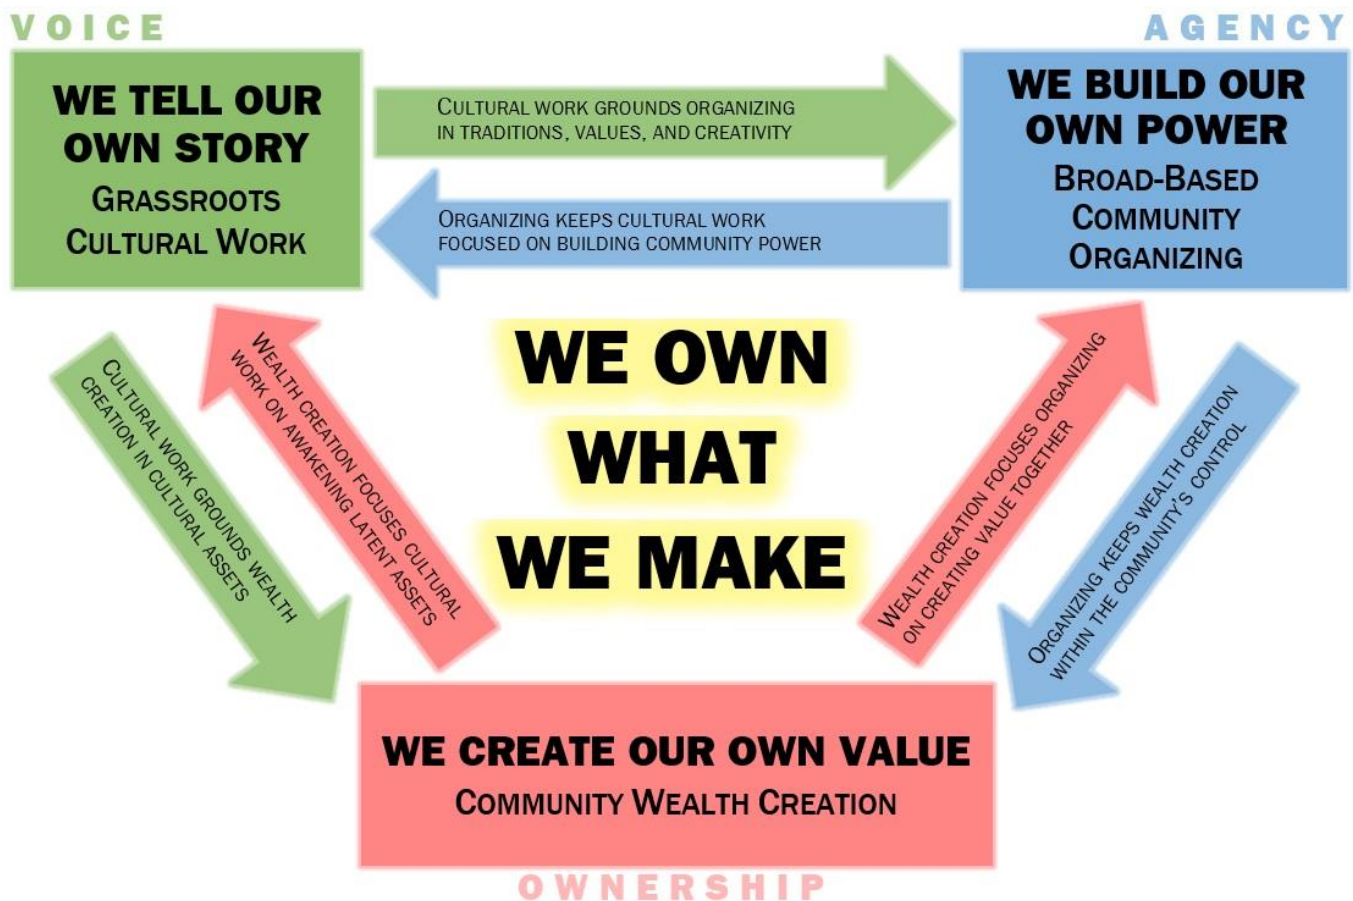 VOICE
AGENCY
WE TELL OUR
OWN STORY
GRASSROOTS
CULTURAL WORK
CULTURAL WORK GROUNDS ORGANIZING
IN TRADITIONS, VALUES, AND CREATIVITY
ORGANIZING KEEPS CULTURAL WORK
FOCUSED ON BUILDING COMMUNITY POWER
WE BUILD OUR
OWN POWER
BROAD-BASED
COMMUNITY
ORGANIZING
CULTURAL WORK GROUNDS WEALTH
CREATION IN CULTURAL ASSETS
WEALTH CREATION FOCUSES CULTURAL
WORK ON AWAKENING LATENT ASSETS
WE OWN
WHAT
WE MAKE
WEALTH CREATION FOCUSES ORGANIZING
ON CREATING VALUE TOGETHER
ORGANIZING KEEPS WEALTH CREATION
WITHIN THE COMMUNITY'S CONTROL
WE CREATE OUR OWN VALUE
COMMUNITY WEALTH CREATION
OWNERSHIP